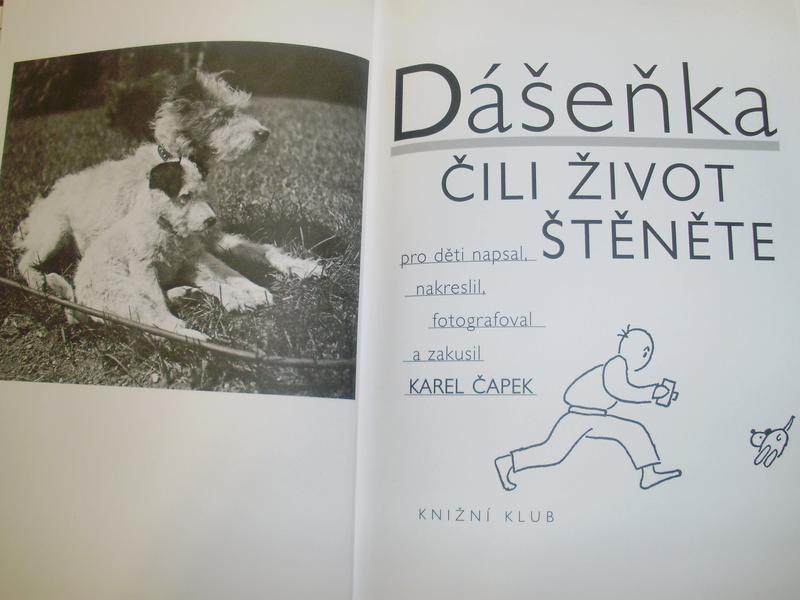 Dášeňka
ČILI ŽIVOT
ŠTĚNĚTE
pro děti napsal,
nakreslil,
fotografoval
a zakusil
KAREL ČAPEK
KNIŽNÍ KLUB